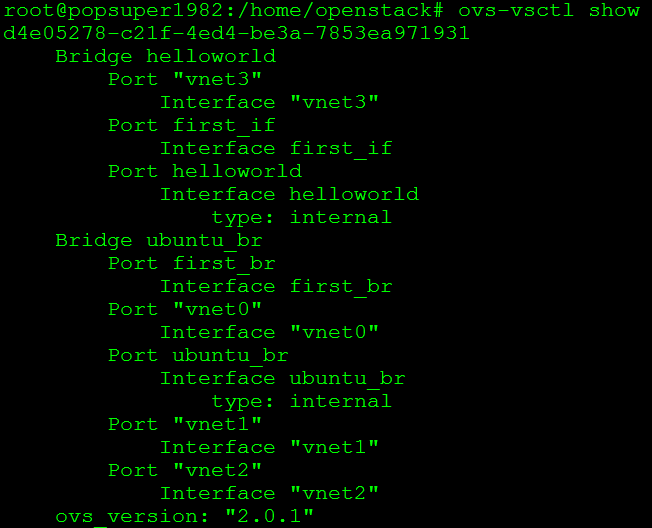 root@popsuper1982:/home/openstack# ovs-vsctl show
d4e05278-c21f-4ed4-be3a-7853ea971931
    Bridge helloworld
        Port "vnet3"
            Interface "vnet3"
        Port first_if
            Interface first_if
        Port helloworld
            Interface helloworld
                type: internal
    Bridge ubuntu_br
        Port first_br
            Interface first_br
        Port "vnet0"
            Interface "vnet0"
        Port ubuntu_br
            Interface ubuntu_br
                type: internal
        Port "vnet1"
            Interface "vnet1"
        Port "vnet2"
            Interface "vnet2"
    ovs_version: "2.0.1"